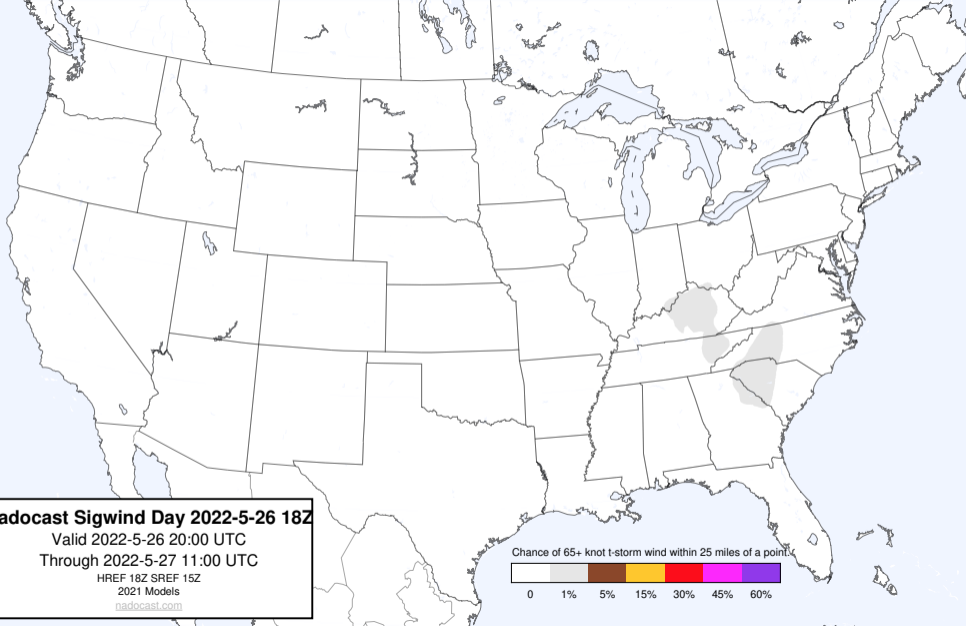 adocast Sigwind Day 2022-5-26 18Z
Valid 2022-5-26 20:00 UTC
Through 2022-5-27 11:00 UTC
HREF 18Z SREF 15Z
2021 Models
nadocast.com
Chance of 65+ knot t-storm wind within 25 miles of a point.
0 1% 5% 15% 30% 45% 60%